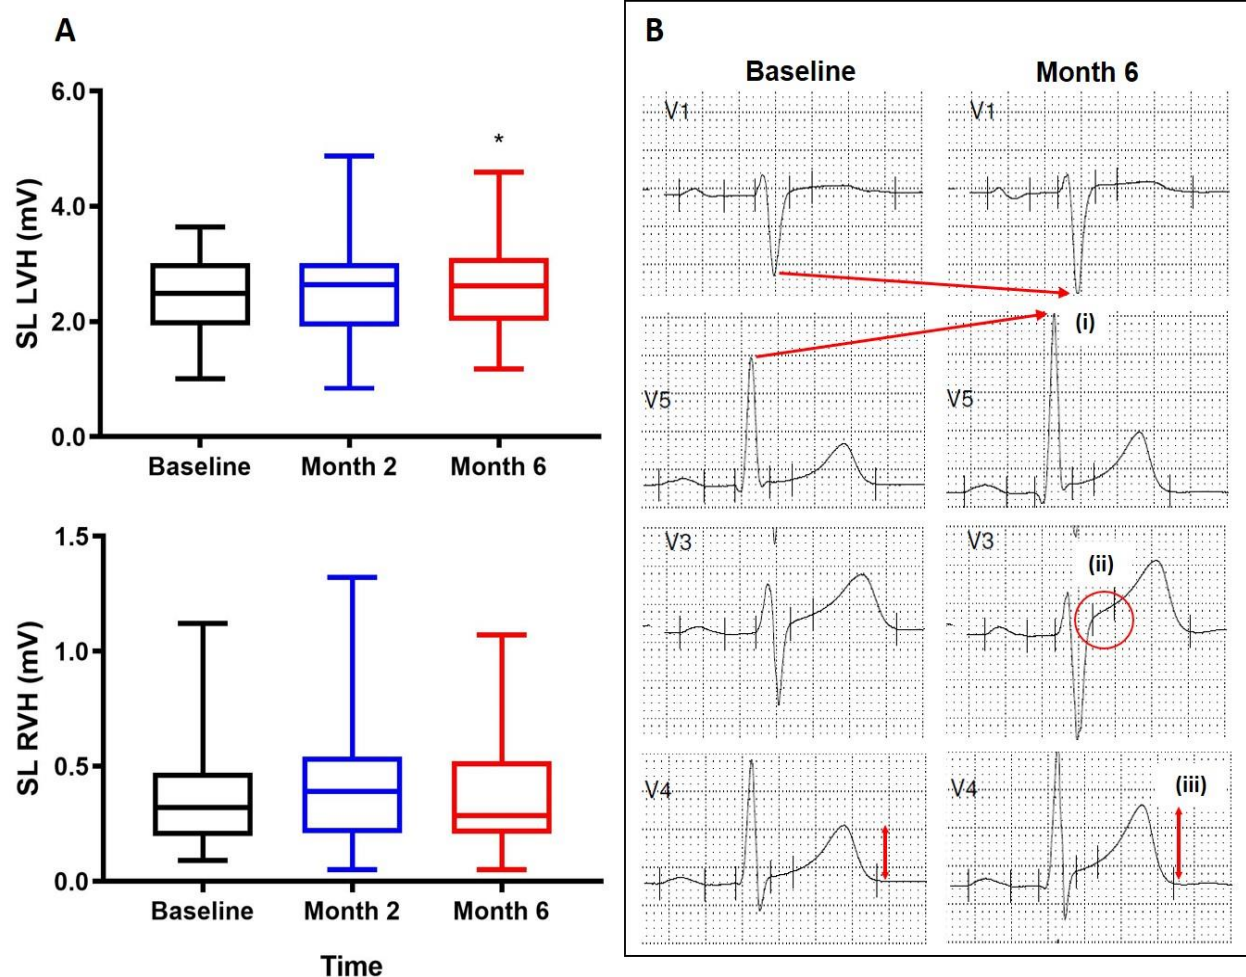 A
6.0
4.0
2.0
0.0
SL LVH (mV)
Baseline
Month 2
Month 6
*
1.5
1.0
0.5
0.0
SL RVH (mV)
Baseline
Month 2
Month 6
Time
B
Baseline
Month 6
V1
V1
(i)
V5
V5
V3
V3
(ii)
V4
V4
(iii)